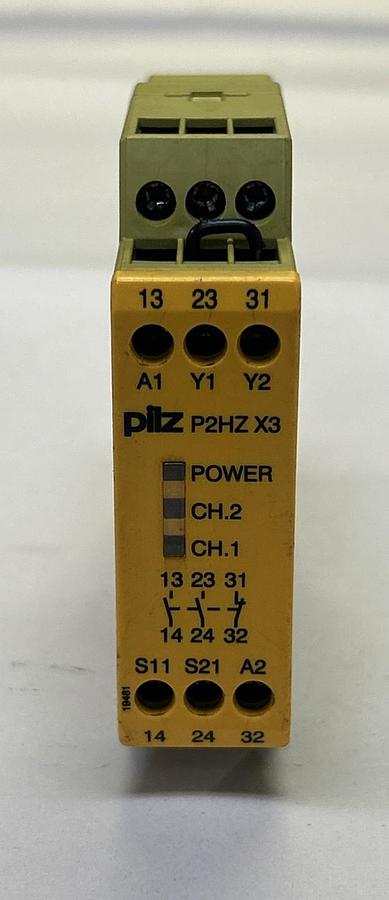 13 23 31
A1 Y1 Y2
pilz P2HZ X3
POWER
CH.2
CH.1
13 23 31
14 24 32
S11 S21 A2
19481
14 24 32